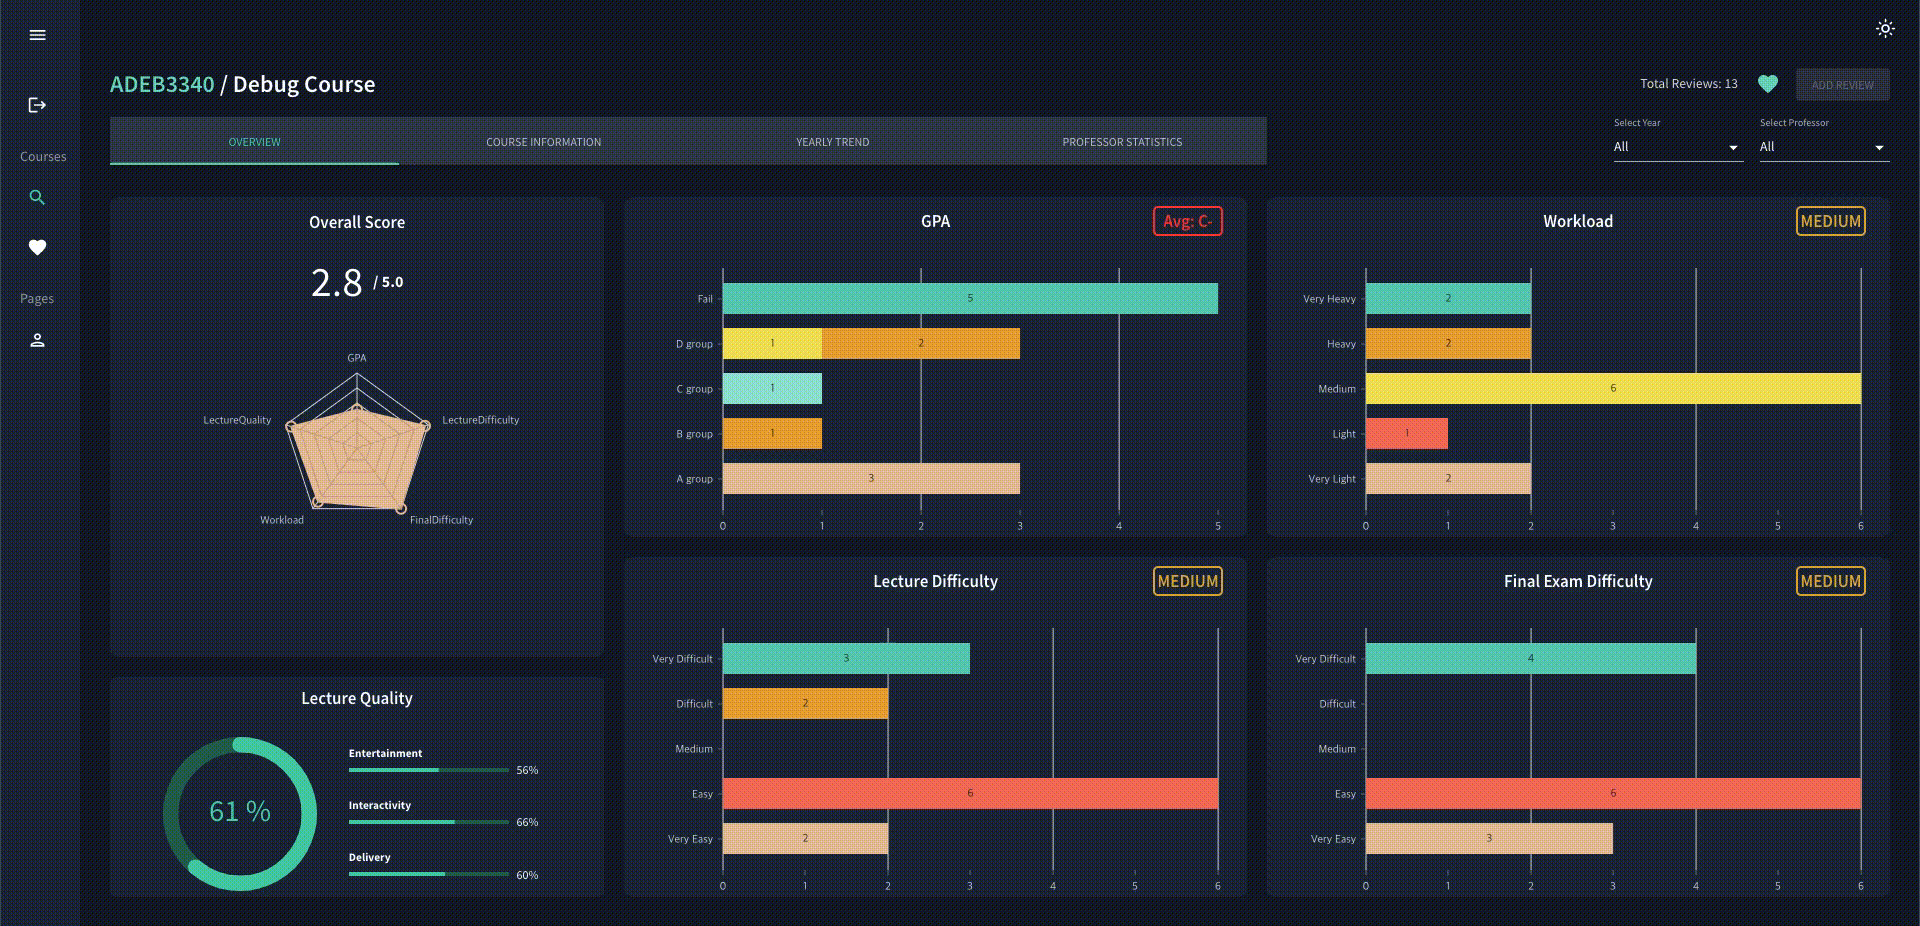 ADEB3340 / Debug Course
Total Reviews: 13
ADD REVIEW
OVERVIEW
COURSE INFORMATION
YEARLY TREND
PROFESSOR STATISTICS
Select Year
All
Select Professor
All
Courses
Pages
Overall Score
2.8 / 5.0
GPA
LectureQuality
LectureDifficulty
Workload
FinalDifficulty
GPA
Avg: C-
Fail
5
D group
1
2
C group
1
B group
1
A group
3
0 1 2 3 4 5
Workload
MEDIUM
Very Heavy
2
Heavy
2
Medium
6
Light
1
Very Light
2
0 1 2 3 4 5 6
Lecture Quality
61 %
Entertainment
56%
Interactivity
66%
Delivery
60%
Lecture Difficulty
MEDIUM
Very Difficult
3
Difficult
2
Medium
Easy
6
Very Easy
2
0 1 2 3 4 5 6
Final Exam Difficulty
MEDIUM
Very Difficult
4
Difficult
Medium
Easy
6
Very Easy
3
0 1 2 3 4 5 6